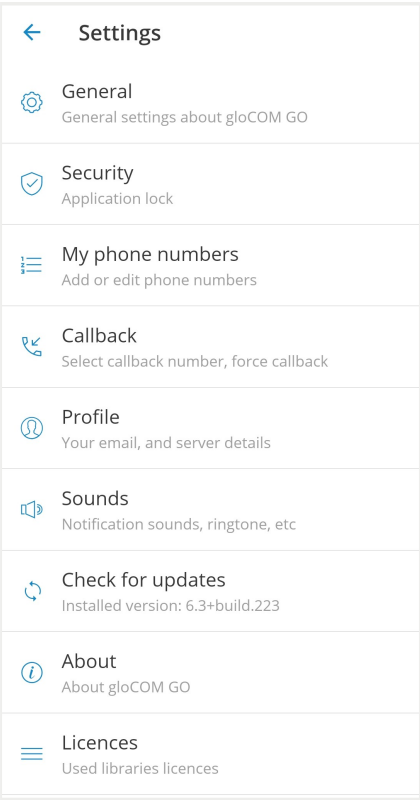 Settings
General
General settings about gloCOM GO
Security
Application lock
My phone numbers
Add or edit phone numbers
Callback
Select callback number, force callback
Profile
Your email, and server details
Sounds
Notification sounds, ringtone, etc
Check for updates
Installed version: 6.3+build.223
About
About gloCOM GO
Licences
Used libraries licences